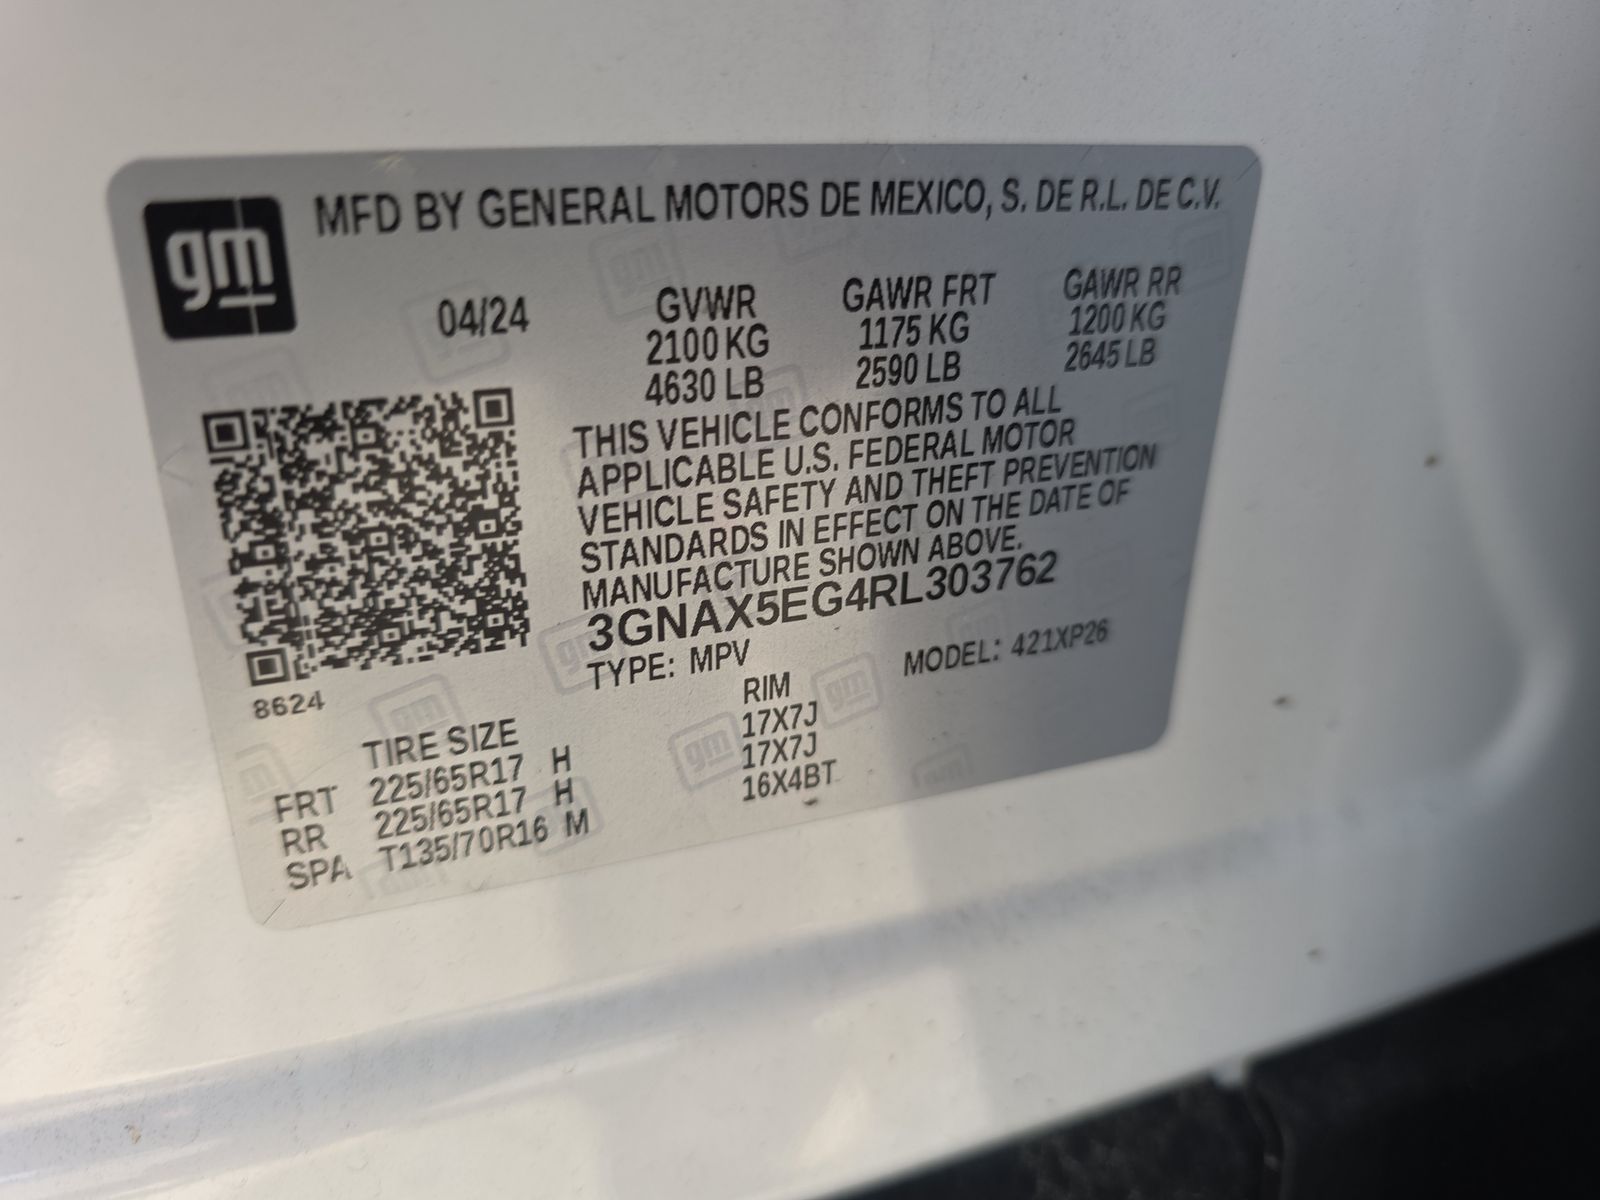 gm
MFD BY GENERAL MOTORS DE MEXICO, S. DE R.L. DE C.V.
04/24
GVWR GAWR FRT GAWR RR
2100 KG 1175 KG 1200 KG
4630 LB 2590 LB 2645 LB
THIS VEHICLE CONFORMS TO ALL
APPLICABLE U.S. FEDERAL MOTOR
VEHICLE SAFETY AND THEFT PREVENTION
STANDARDS IN EFFECT ON THE DATE OF
MANUFACTURE SHOWN ABOVE.
3GNAX5EG4RL303762
TYPE: MPV MODEL: 421XP26
8624
TIRE SIZE RIM
FRT 225/65R17 H 17X7J
RR 225/65R17 H 17X7J
SPA T135/70R16 M 16X4BT